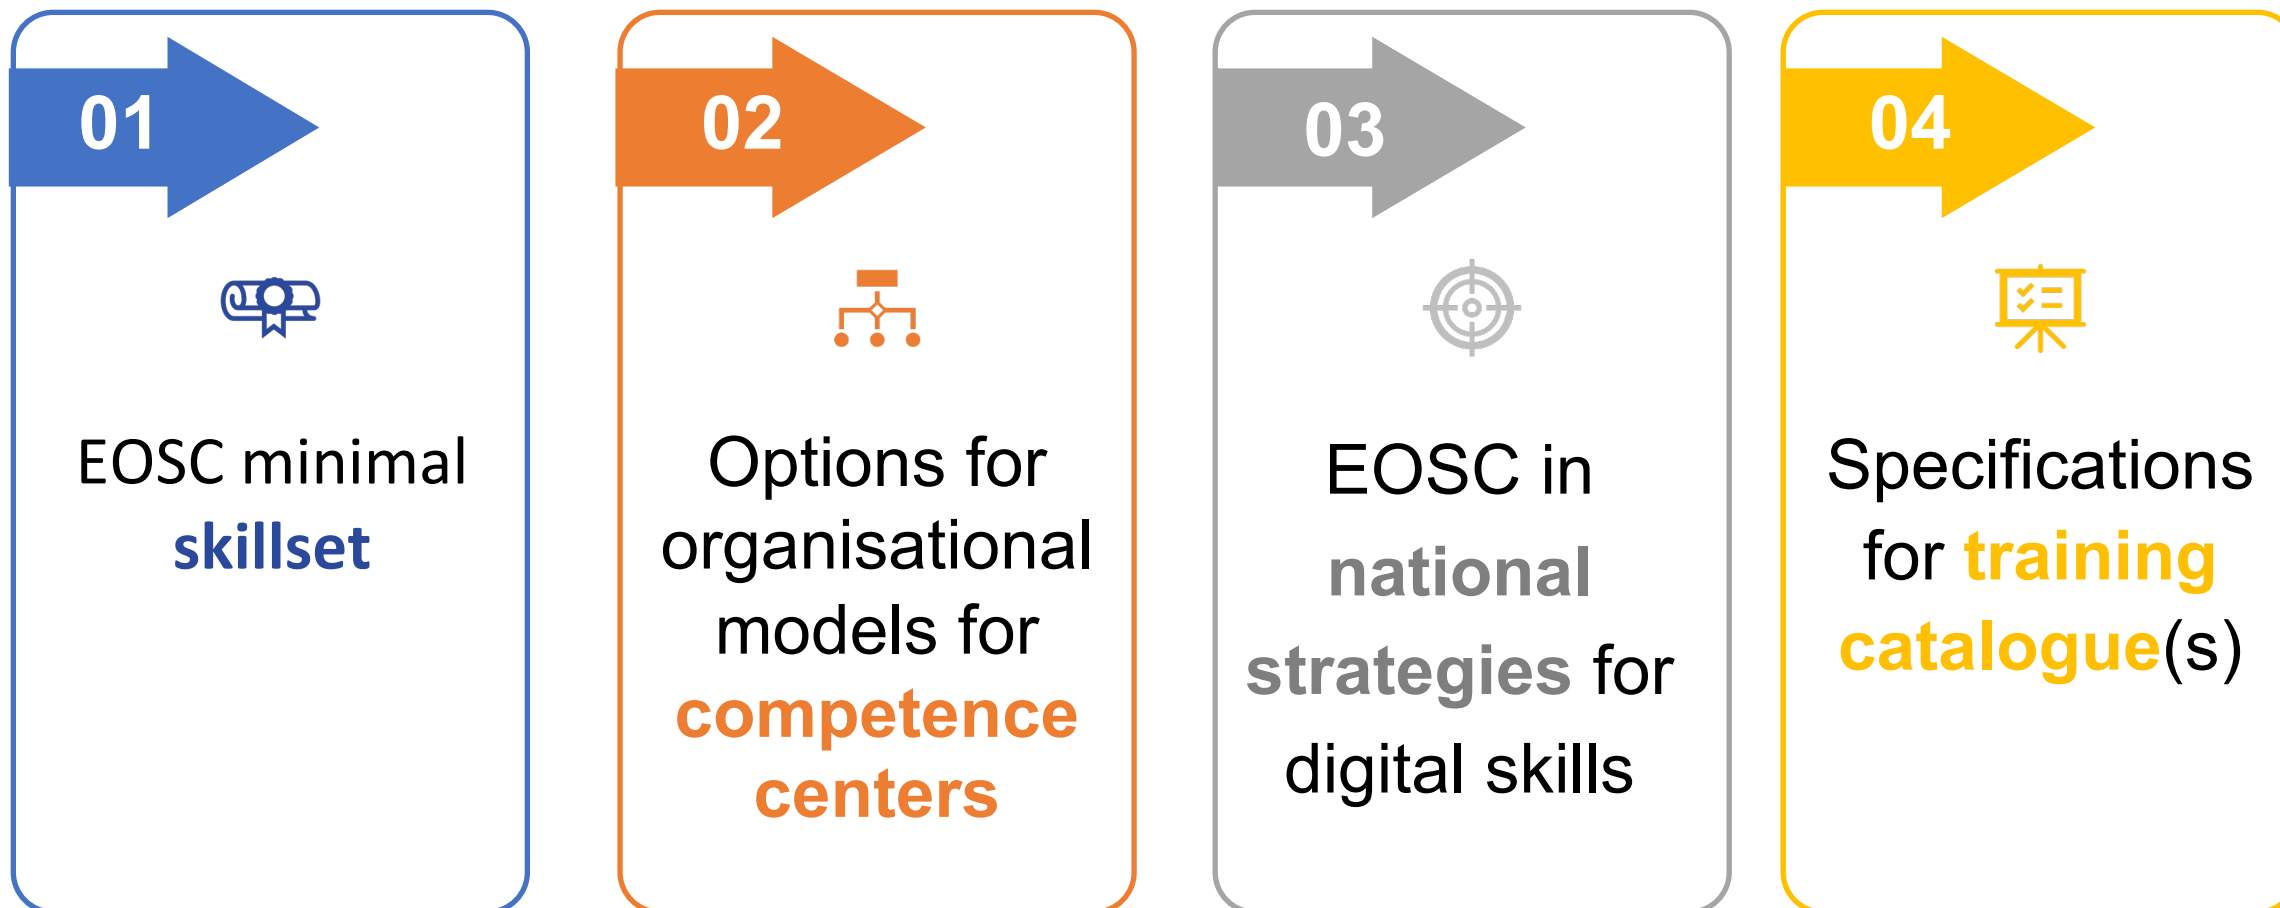 01
EOSC minimal
skillset
02
Options for
organisational
models for
competence
centers
03
EOSC in
national
strategies for
digital skills
04
Specifications
for training
catalogue(s)